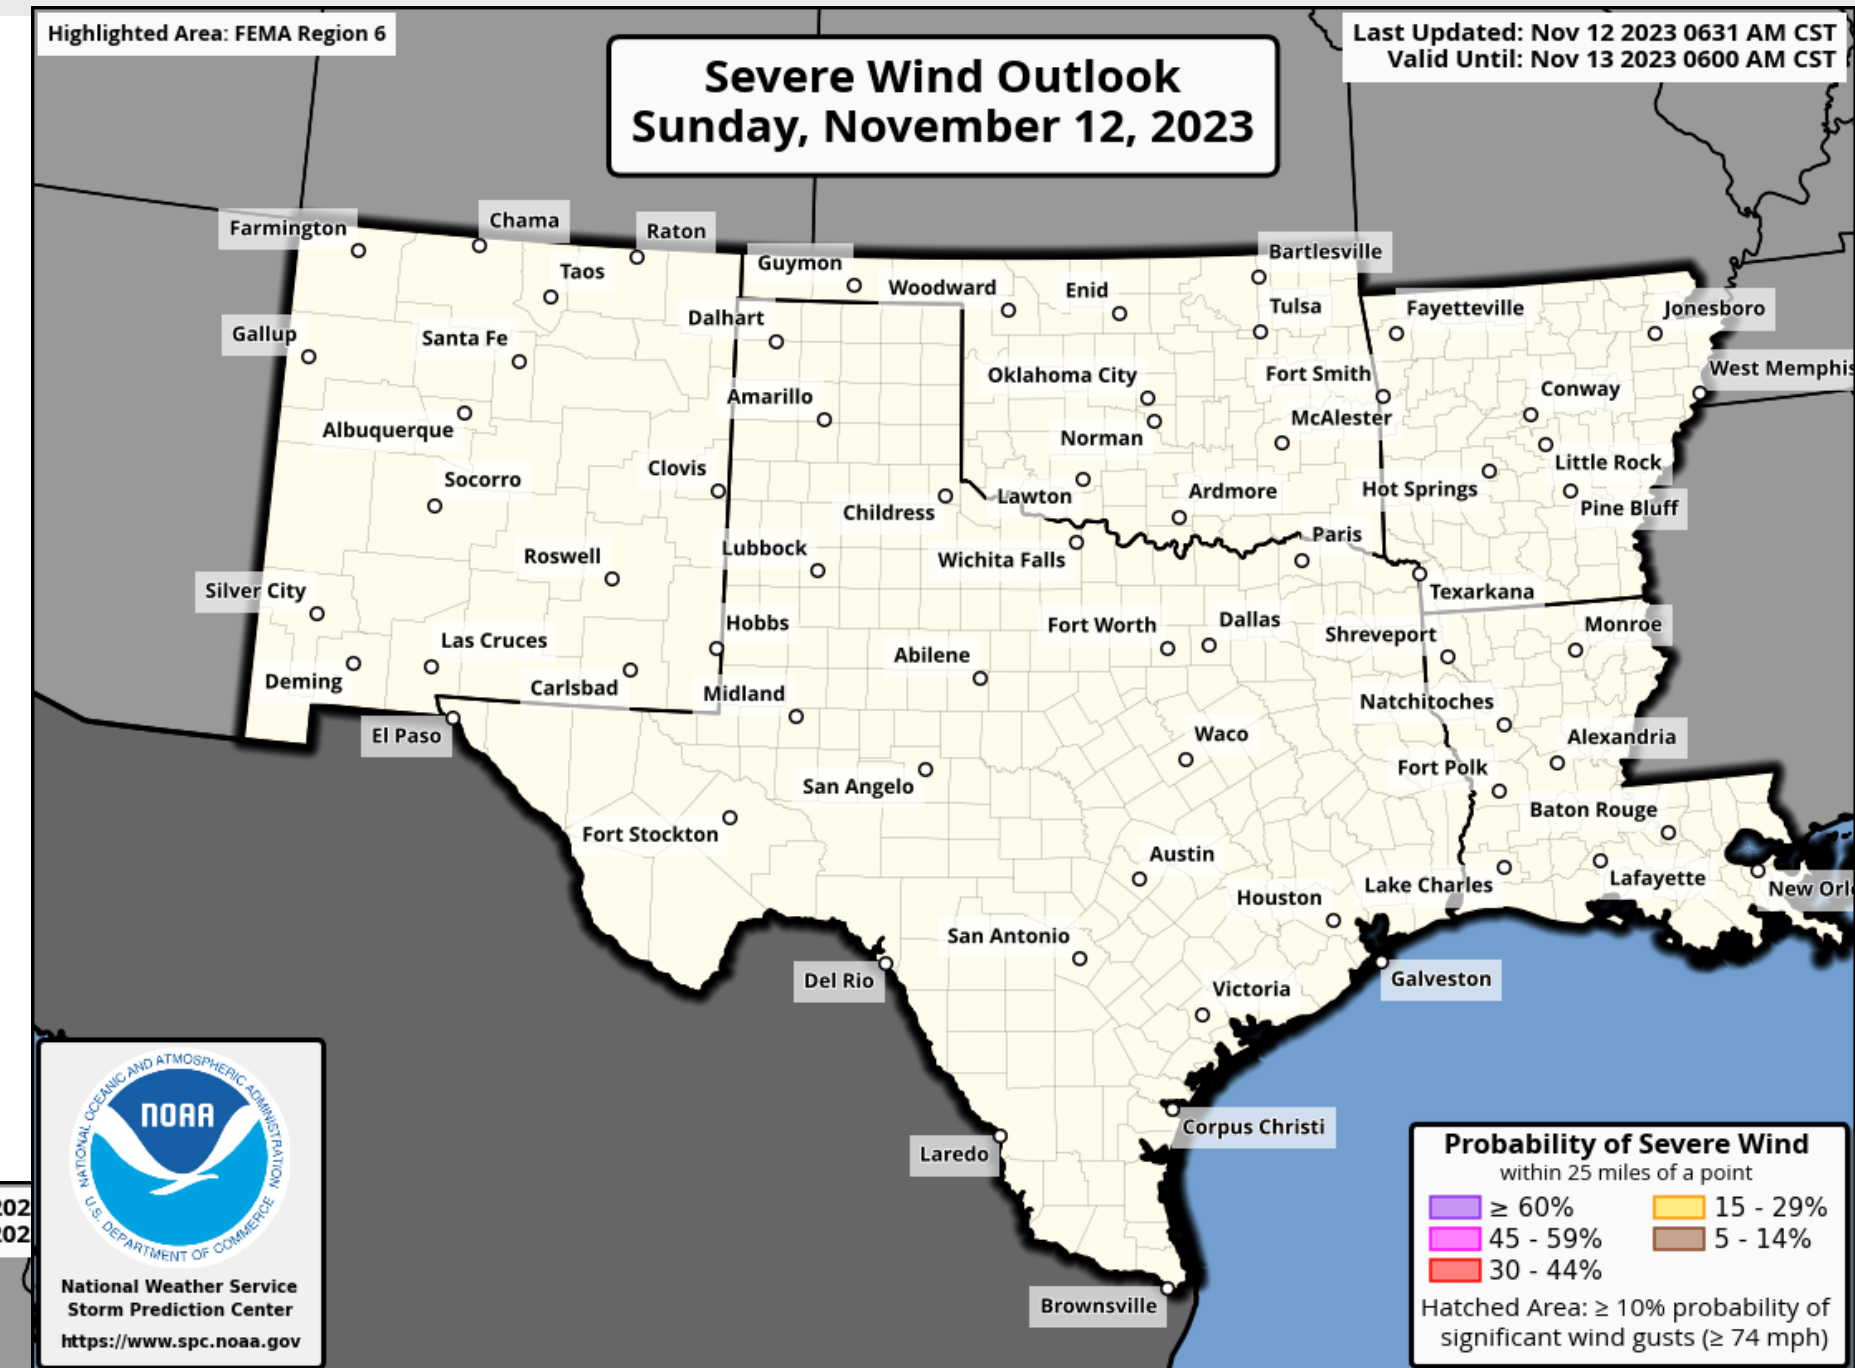 Highlighted Area: FEMA Region 6
Severe Wind Outlook
Sunday, November 12, 2023
Last Updated: Nov 12 2023 0631 AM CST
Valid Until: Nov 13 2023 0600 AM CST
Farmington
Chama
Raton
Taos
Guymon
Woodward
Enid
Bartlesville
Tulsa
Fayetteville
Jonesboro
Gallup
Santa Fe
Dalhart
Oklahoma City
Fort Smith
Conway
West Memphis
Albuquerque
Amarillo
Norman
McAlester
Little Rock
Socorro
Clovis
Childress
Lawton
Ardmore
Hot Springs
Pine Bluff
Roswell
Lubbock
Wichita Falls
Paris
Texarkana
Silver City
Las Cruces
Hobbs
Fort Worth
Dallas
Shreveport
Monroe
Deming
Carlsbad
Midland
Abilene
Natchitoches
El Paso
San Angelo
Waco
Fort Polk
Alexandria
Fort Stockton
Austin
Baton Rouge
Houston
Lake Charles
Lafayette
New Orl
San Antonio
Del Rio
Victoria
Galveston
Laredo
Corpus Christi
Brownsville
202
202
NATIONAL OCEANIC AND ATMOSPHERIC ADMINISTRATION
NOAA
U.S. DEPARTMENT OF COMMERCE
National Weather Service
Storm Prediction Center
https://www.spc.noaa.gov
Probability of Severe Wind
within 25 miles of a point
≥ 60%
15 - 29%
45 - 59%
5 - 14%
30 - 44%
Hatched Area: ≥ 10% probability of
significant wind gusts (≥ 74 mph)